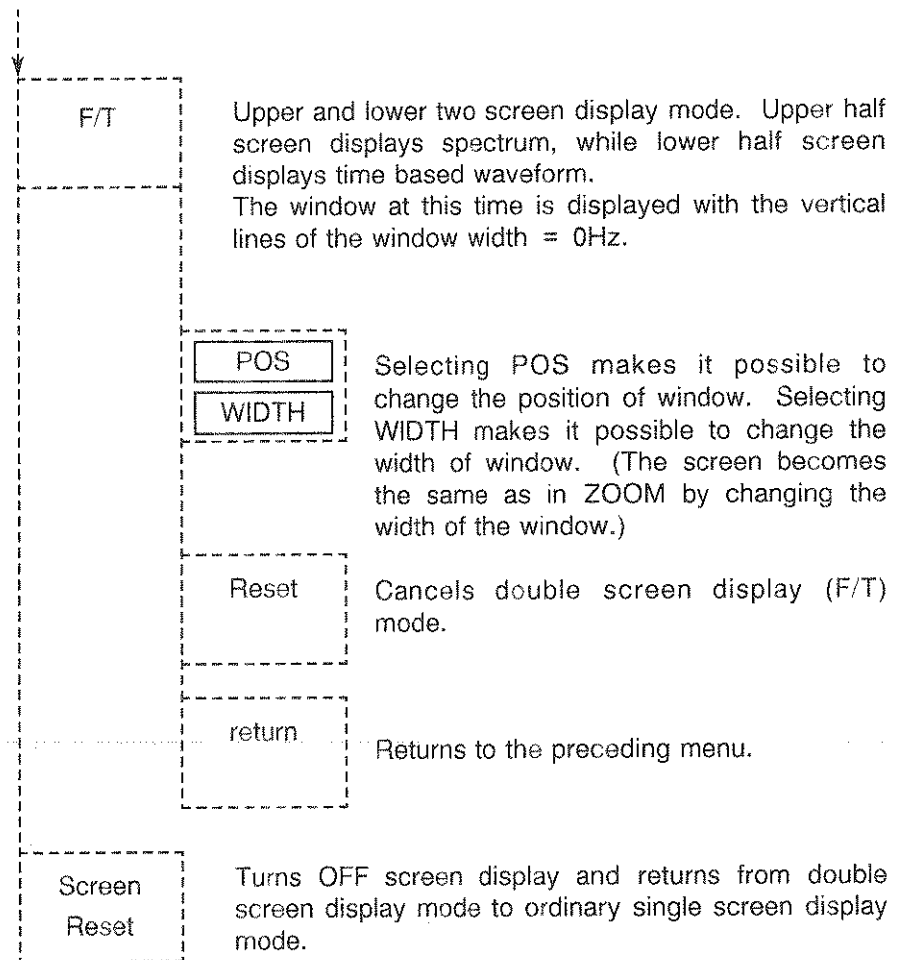 F/T
Upper and lower two screen display mode. Upper half
screen displays spectrum, while lower half screen
displays time based waveform.
The window at this time is displayed with the vertical
lines of the window width = 0Hz.
POS
WIDTH
Selecting POS makes it possible to
change the position of window. Selecting
WIDTH makes it possible to change the
width of window. (The screen becomes
the same as in ZOOM by changing the
width of the window.)
Reset
Cancels double screen display (F/T)
mode.
return
Returns to the preceding menu.
Screen
Reset
Turns OFF screen display and returns from double
screen display mode to ordinary single screen display
mode.